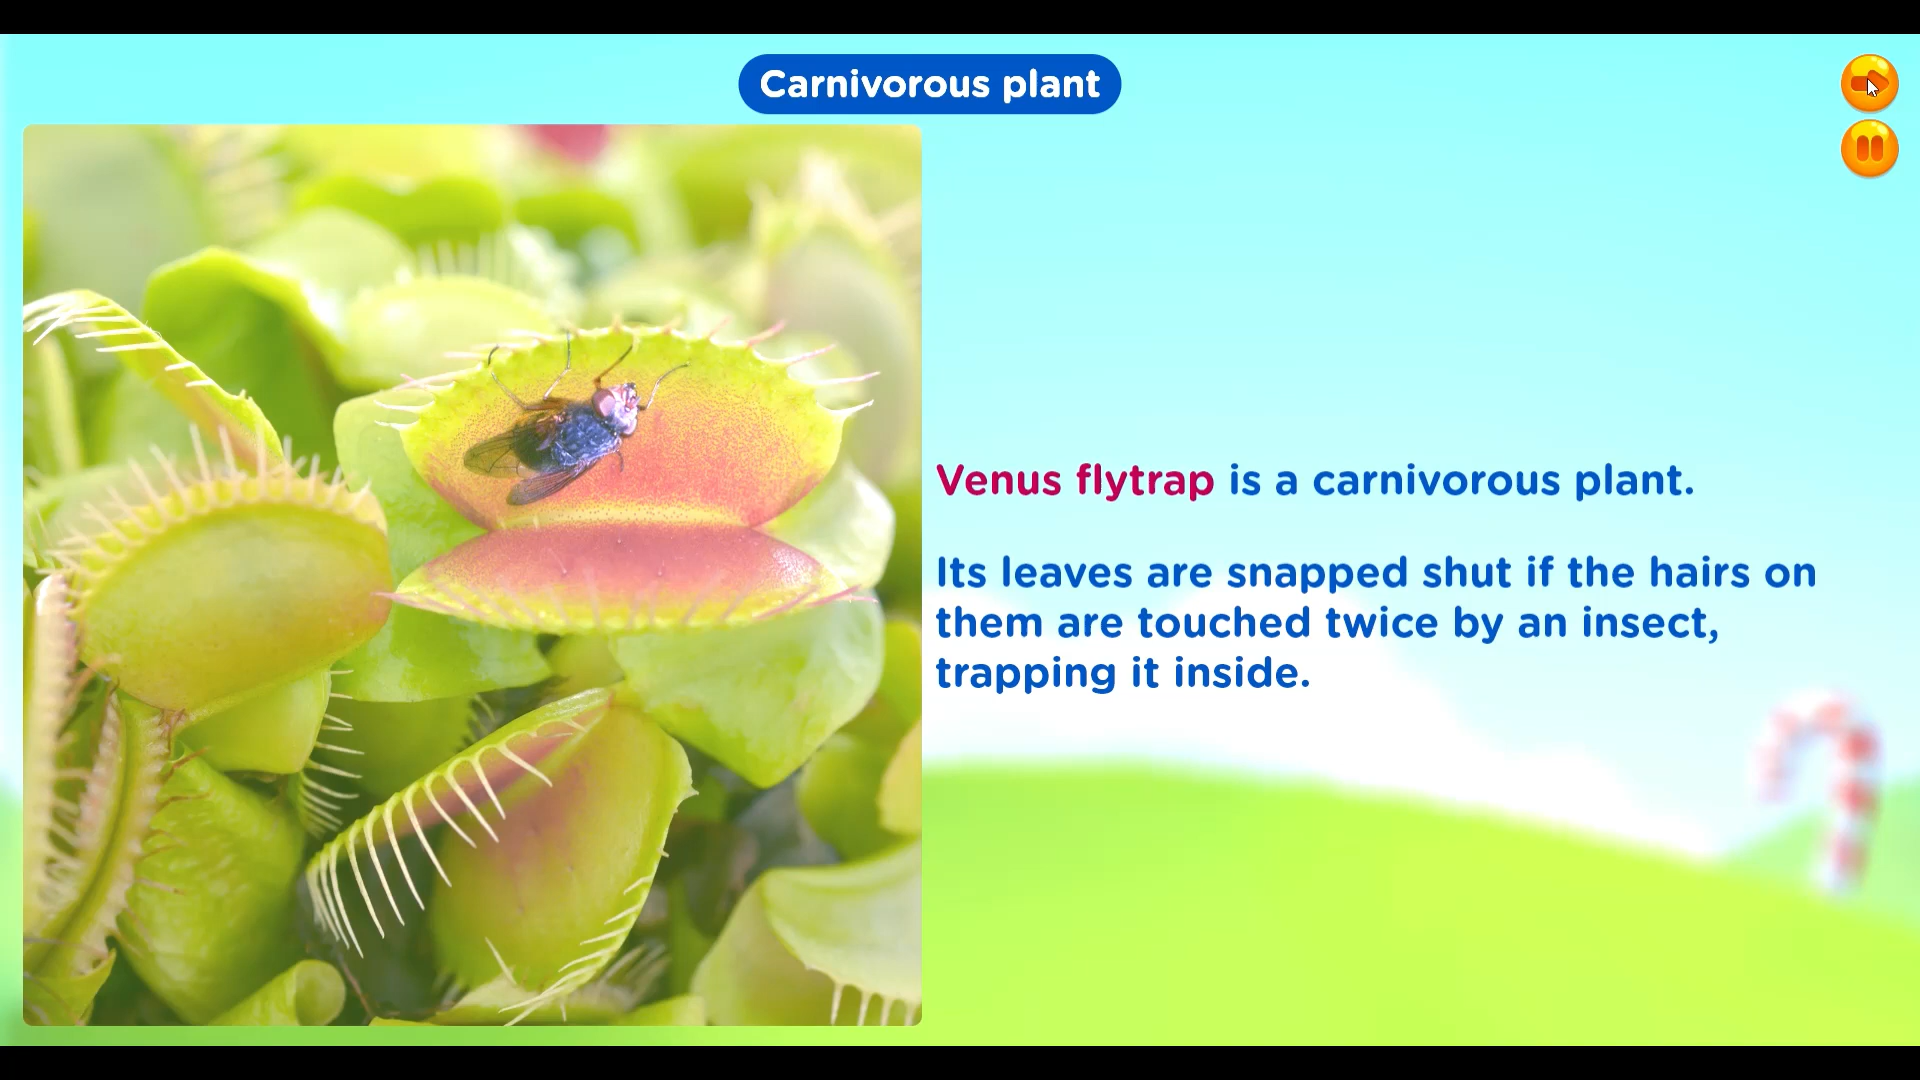 Carnivorous plant
Venus flytrap is a carnivorous plant.
Its leaves are snapped shut if the hairs on
them are touched twice by an insect,
trapping it inside.